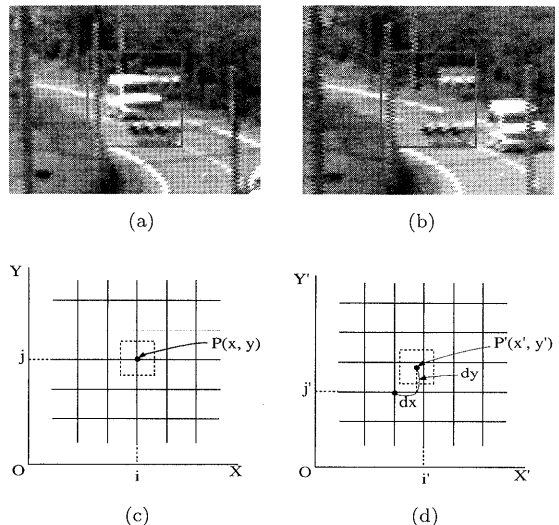 (a)
(b)
Y
P(x, y)
j
O
i
X
(c)
Y'
P'(x', y')
dy
j'
dx
O
i'
X'
(d)